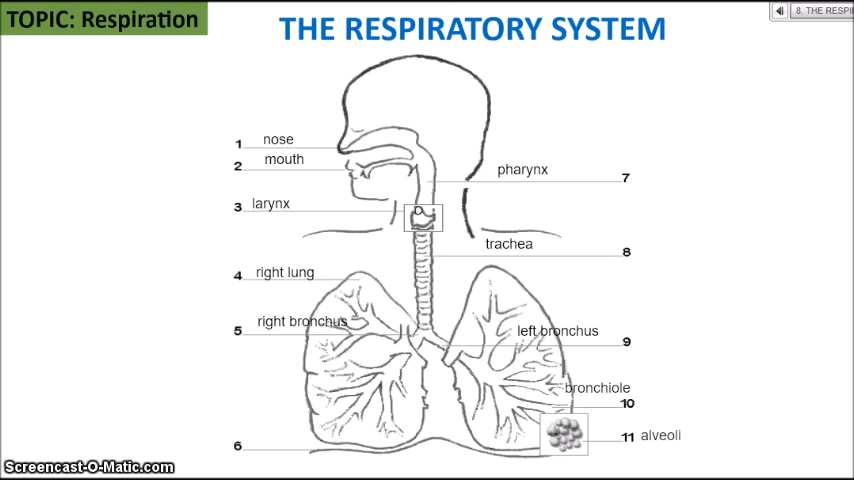 TOPIC: Respiration
8. THE RESPI
THE RESPIRATORY SYSTEM
1 nose
2 mouth
pharynx 7
3 larynx
trachea 8
4 right lung
5 right bronchus
left bronchus 9
bronchiole
10
11 alveoli
6
Screencast-O-Matic.com